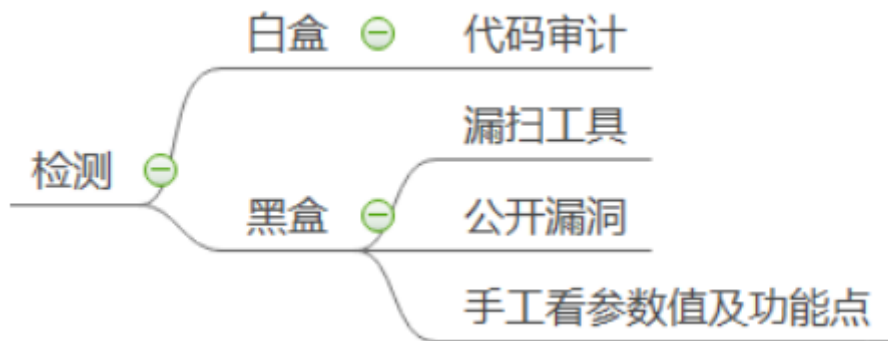 白盒
代码审计
漏扫工具
检测
黑盒
公开漏洞
手工看参数值及功能点